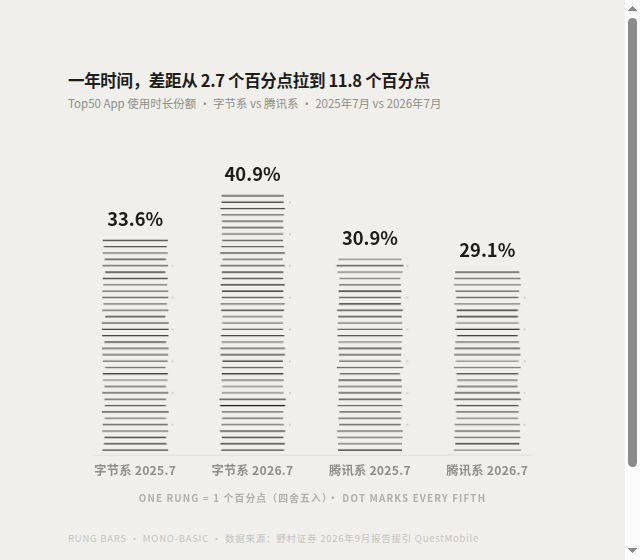 一年时间，差距从 2.7 个百分点拉到 11.8 个百分点
Top50 App 使用时长份额 · 字节系 vs 腾讯系 · 2025年7月 vs 2026年7月
40.9%
33.6%
30.9%
29.1%
字节系 2025.7 字节系 2026.7 腾讯系 2025.7 腾讯系 2026.7
ONE RUNG = 1 个百分点（四舍五入）· DOT MARKS EVERY FIFTH
RUNG BARS · MONO-BASIC · 数据来源：野村证券 2026年9月报告援引 QuestMobile